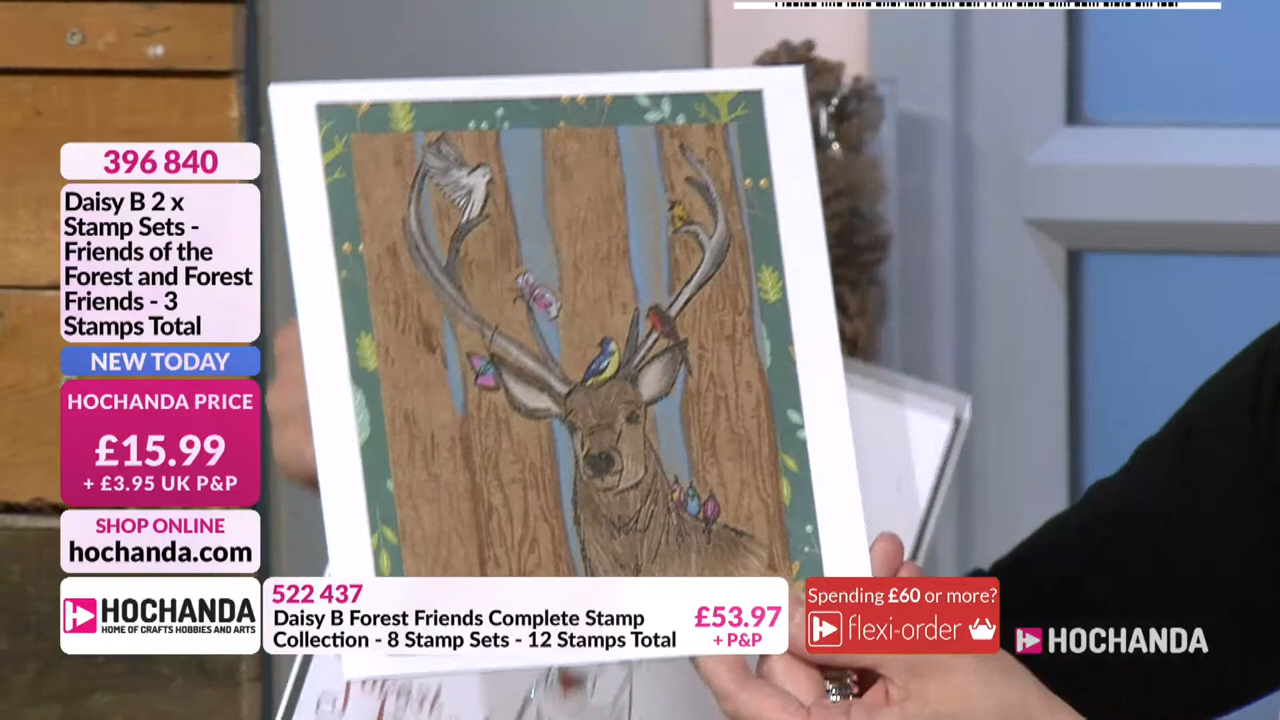 396 840
Daisy B 2 x
Stamp Sets -
Friends of the
Forest and Forest
Friends - 3
Stamps Total
NEW TODAY
HOCHANDA PRICE
£15.99
+ £3.95 UK P&P
SHOP ONLINE
hochanda.com
HOCHANDA
HOME OF CRAFTS HOBBIES AND ARTS
522 437
Daisy B Forest Friends Complete Stamp
Collection - 8 Stamp Sets - 12 Stamps Total
£53.97
+ P&P
Spending £60 or more?
flexi-order
HOCHANDA